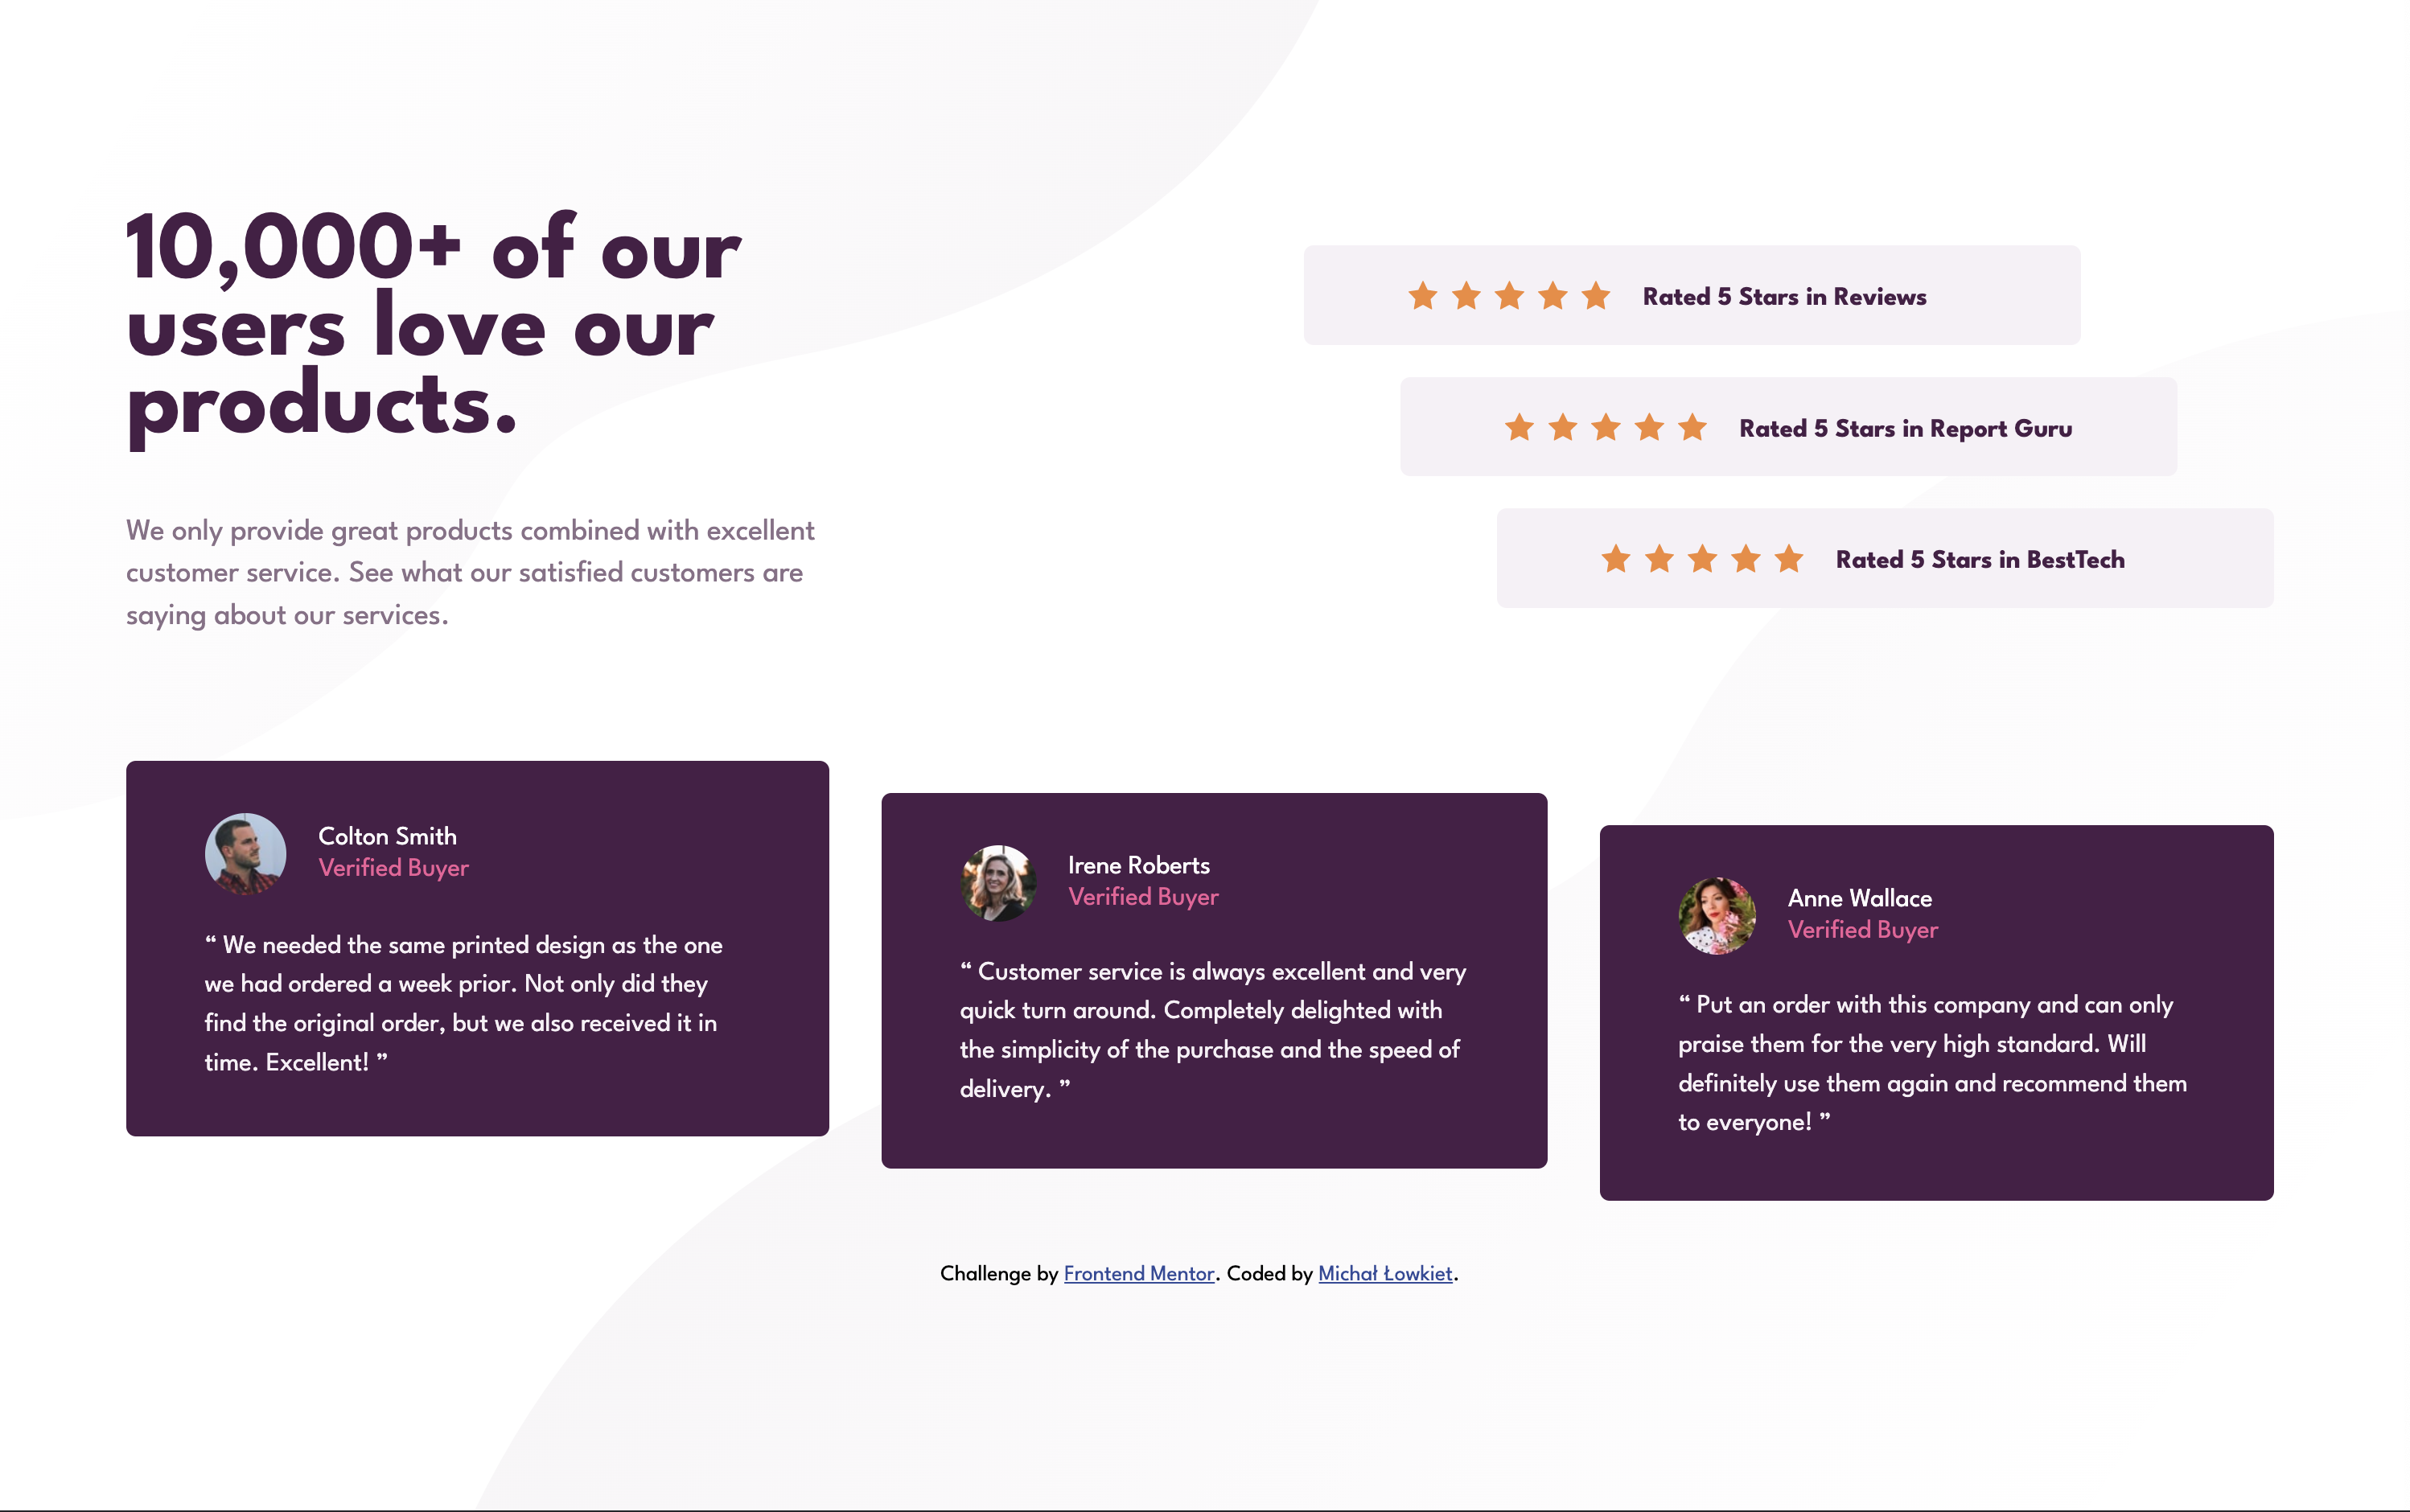 10,000+ of our
users love our
products.
We only provide great products combined with excellent
customer service. See what our satisfied customers are
saying about our services.
Rated 5 Stars in Reviews
Rated 5 Stars in Report Guru
Rated 5 Stars in BestTech
Colton Smith
Verified Buyer
“ We needed the same printed design as the one
we had ordered a week prior. Not only did they
find the original order, but we also received it in
time. Excellent! ”
Irene Roberts
Verified Buyer
“ Customer service is always excellent and very
quick turn around. Completely delighted with
the simplicity of the purchase and the speed of
delivery. ”
Anne Wallace
Verified Buyer
“ Put an order with this company and can only
praise them for the very high standard. Will
definitely use them again and recommend them
to everyone! ”
Challenge by Frontend Mentor. Coded by Michał Łowkiet.